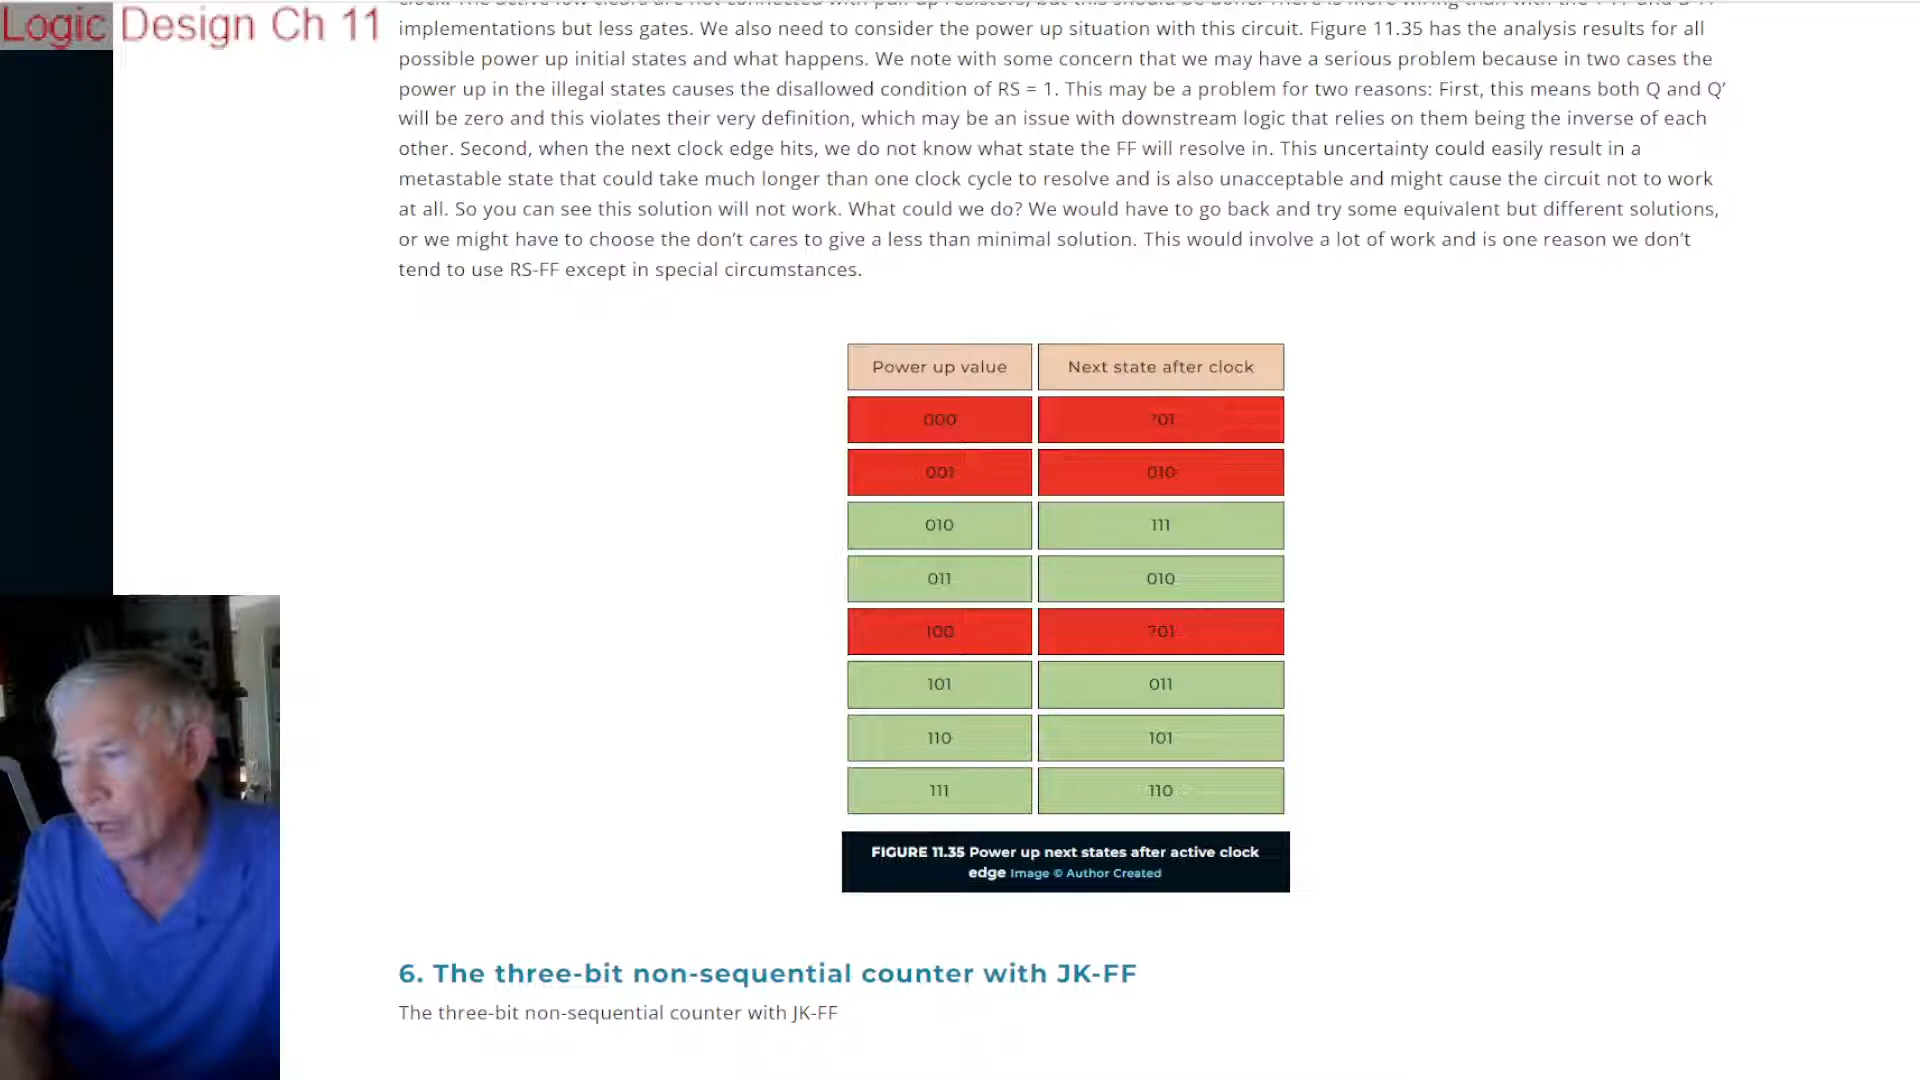 Logic Design Ch 11
implementations but less gates. We also need to consider the power up situation with this circuit. Figure 11.35 has the analysis results for all
possible power up initial states and what happens. We note with some concern that we may have a serious problem because in two cases the
power up in the illegal states causes the disallowed condition of RS = 1. This may be a problem for two reasons: First, this means both Q and Q’
will be zero and this violates their very definition, which may be an issue with downstream logic that relies on them being the inverse of each
other. Second, when the next clock edge hits, we do not know what state the FF will resolve in. This uncertainty could easily result in a
metastable state that could take much longer than one clock cycle to resolve and is also unacceptable and might cause the circuit not to work
at all. So you can see this solution will not work. What could we do? We would have to go back and try some equivalent but different solutions,
or we might have to choose the don’t cares to give a less than minimal solution. This would involve a lot of work and is one reason we don’t
tend to use RS-FF except in special circumstances.
Power up value Next state after clock
000 ?01
001 010
010 111
011 010
100 ?01
101 011
110 101
111 110
FIGURE 11.35 Power up next states after active clock
edge Image © Author Created
6. The three-bit non-sequential counter with JK-FF
The three-bit non-sequential counter with JK-FF